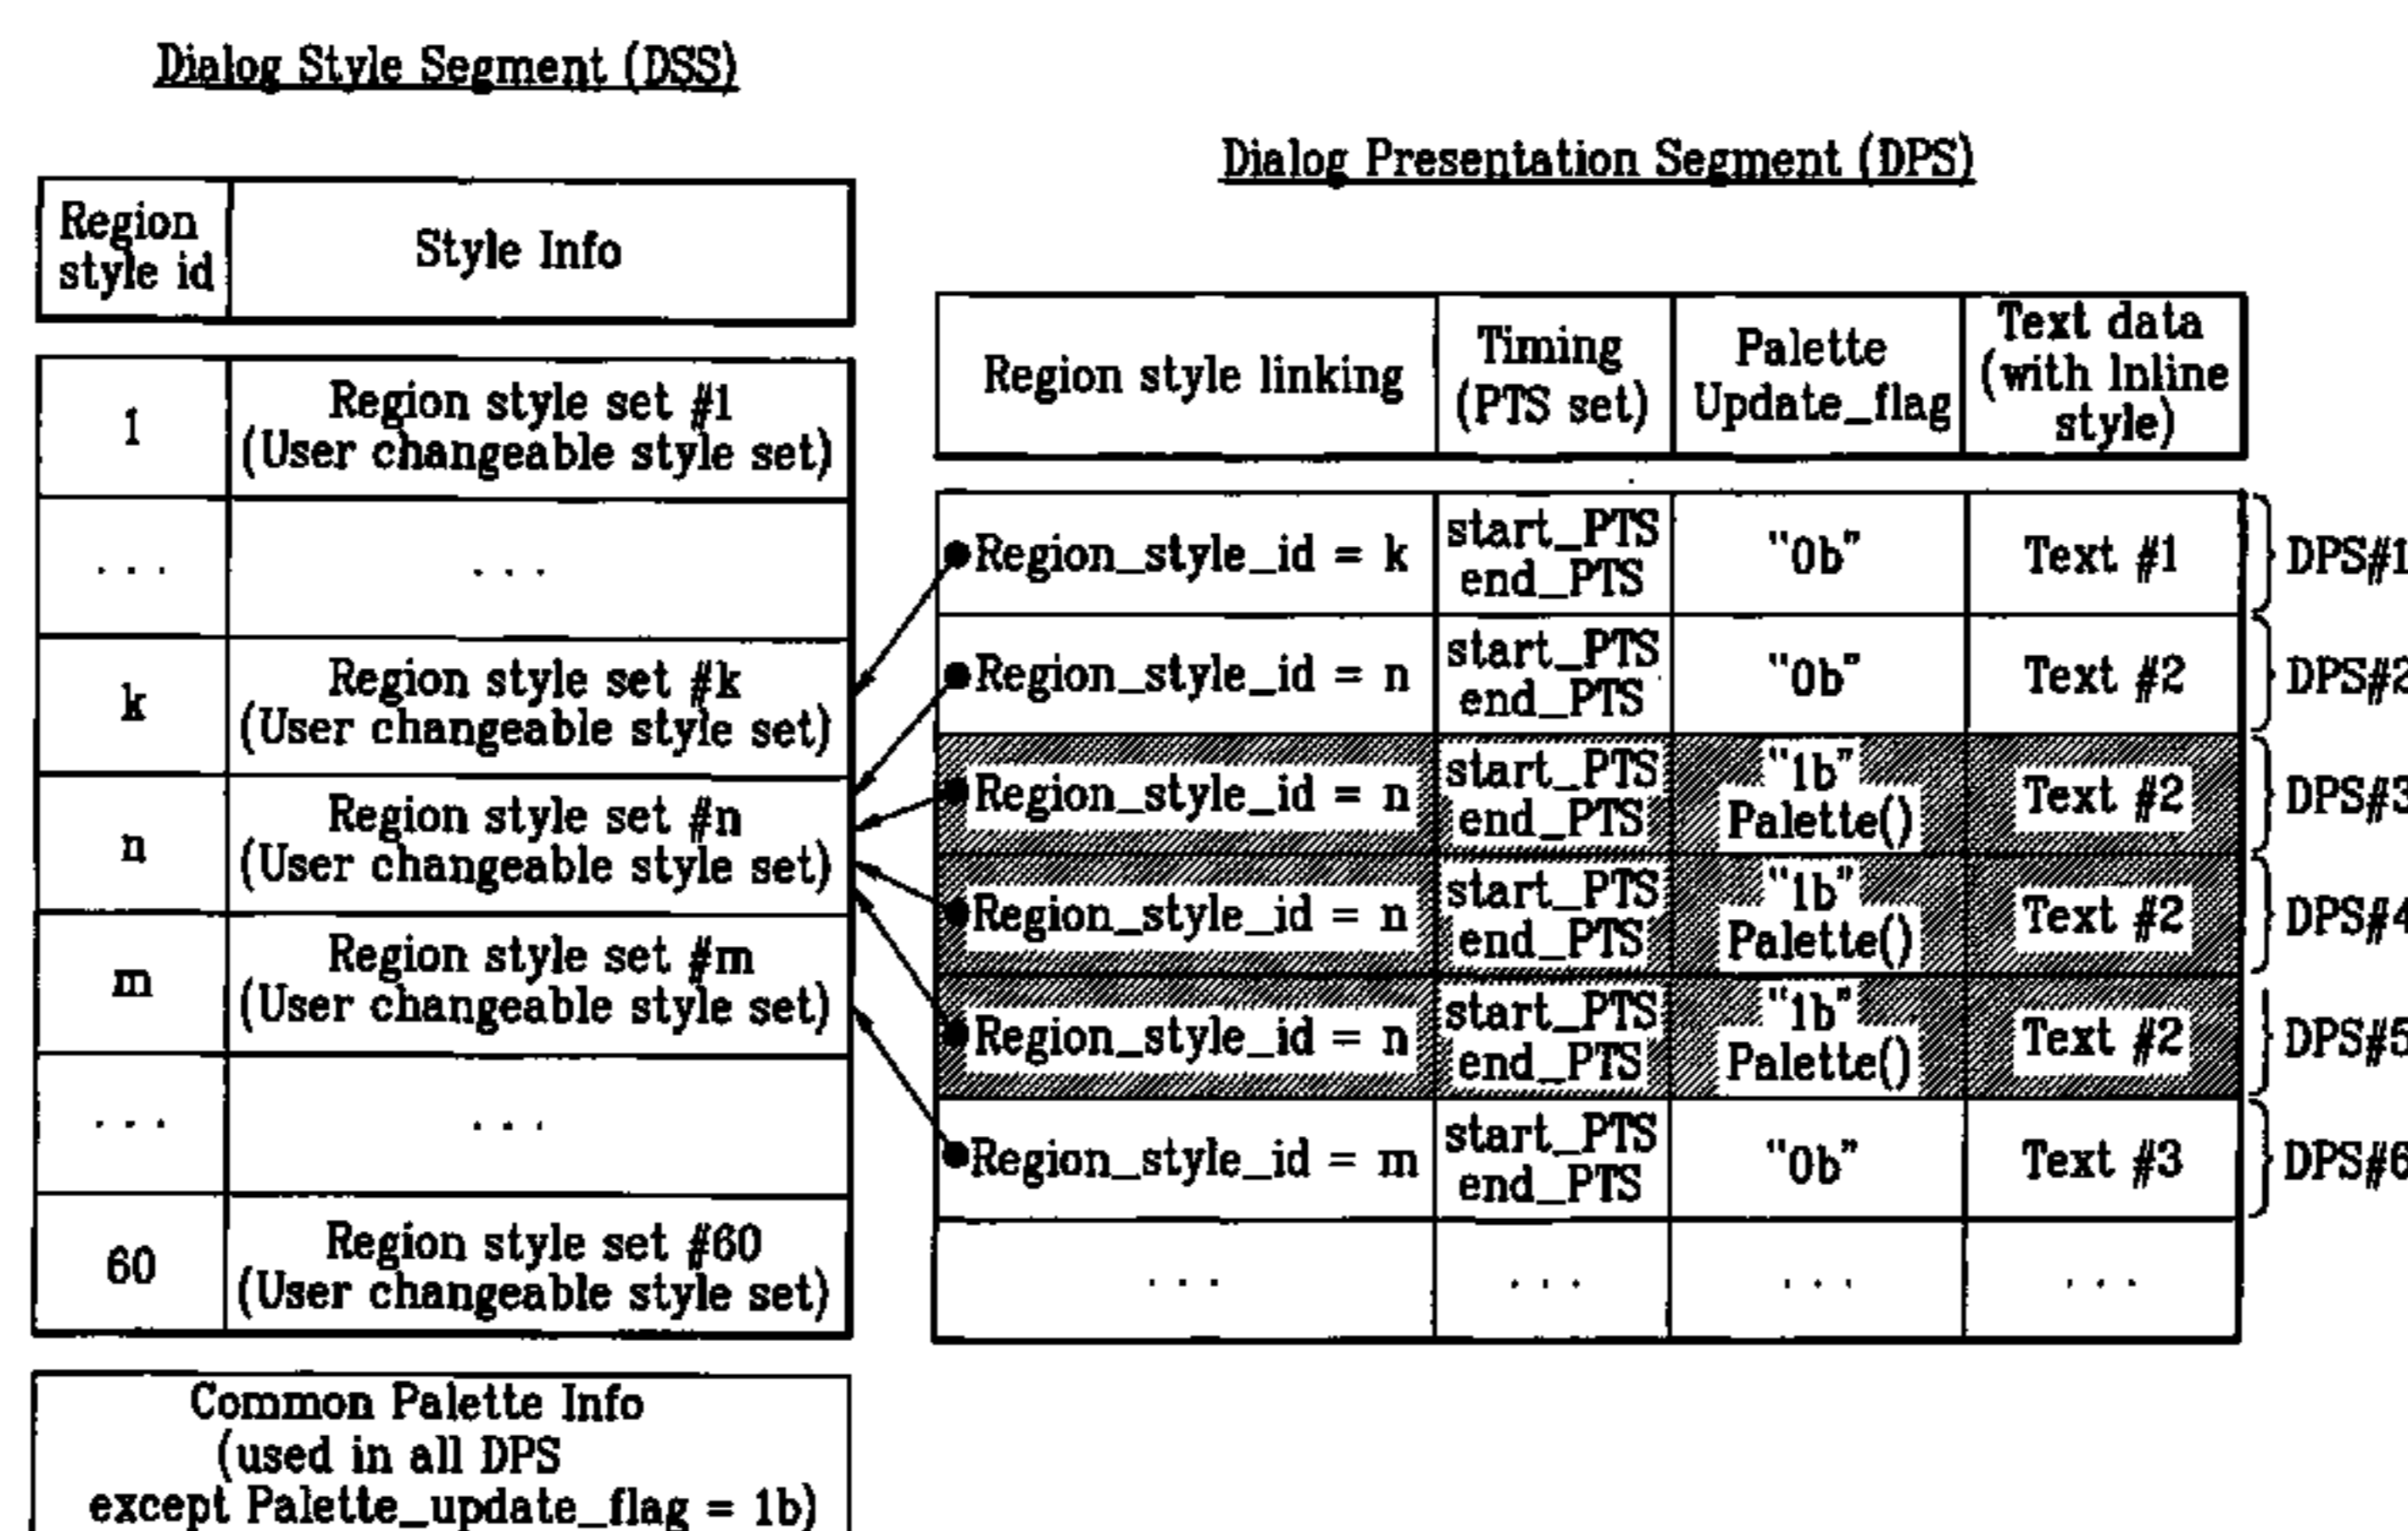 Dialog Style Segment (DSS)
Region
style id
Style Info
1
Region style set #1
(User changeable style set)
. . .
. . .
k
Region style set #k
(User changeable style set)
n
Region style set #n
(User changeable style set)
m
Region style set #m
(User changeable style set)
. . .
. . .
60
Region style set #60
(User changeable style set)
Common Palette Info
(used in all DPS
except Palette_update_flag = 1b)
Dialog Presentation Segment (DPS)
Region style linking
Timing
(PTS set)
Palette
Update_flag
Text data
(with Inline
style)
Region_style_id = k
start_PTS
end_PTS
"0b"
Text #1
DPS#1
Region_style_id = n
start_PTS
end_PTS
"0b"
Text #2
DPS#2
Region_style_id = n
start_PTS
end_PTS
"1b"
Palette()
Text #2
DPS#3
Region_style_id = n
start_PTS
end_PTS
"1b"
Palette()
Text #2
DPS#4
Region_style_id = n
start_PTS
end_PTS
"1b"
Palette()
Text #2
DPS#5
Region_style_id = m
start_PTS
end_PTS
"0b"
Text #3
DPS#6
. . .
. . .
. . .
. . .